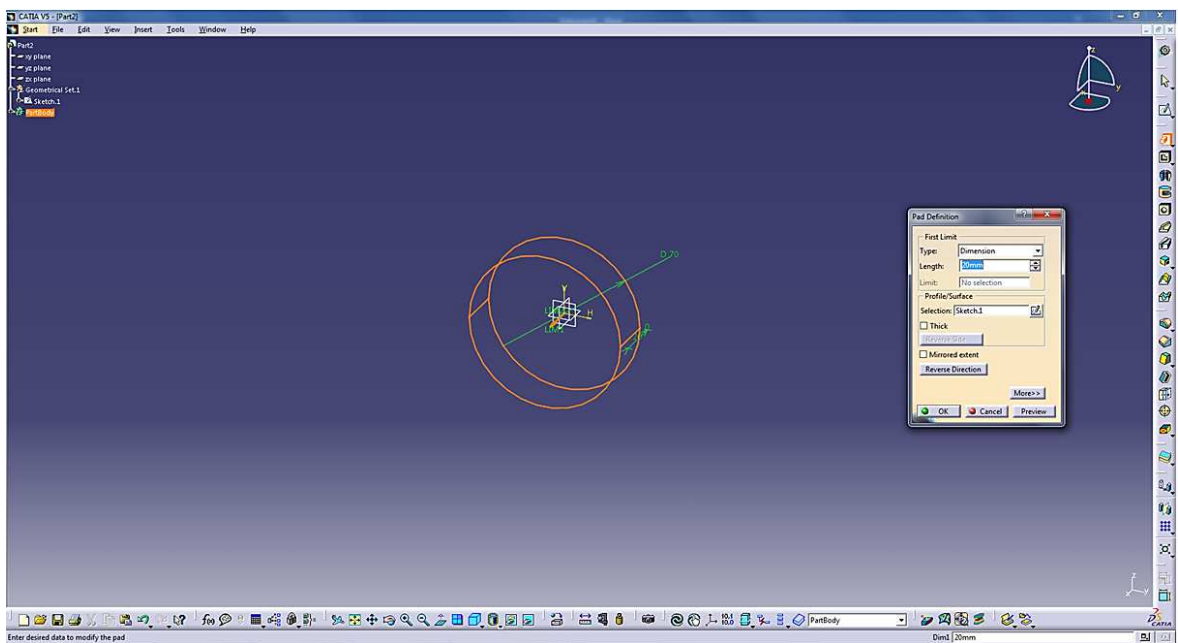 CATIA V5 - [Part2]
Start File Edit View Insert Tools Window Help
Part2
xy plane
yz plane
zx plane
Geometrical Set.1
Sketch.1
PartBody
z
y
D 70
Y
H
Pad Definition
First Limit
Type: Dimension
Length: 20mm
Limit: No selection
Profile/Surface
Selection: Sketch.1
Thick
Reverse Side
Mirrored extent
Reverse Direction
More>>
OK Cancel Preview
z
y
PartBody
CATIA
Enter desired data to modify the pad
Dim1 20mm